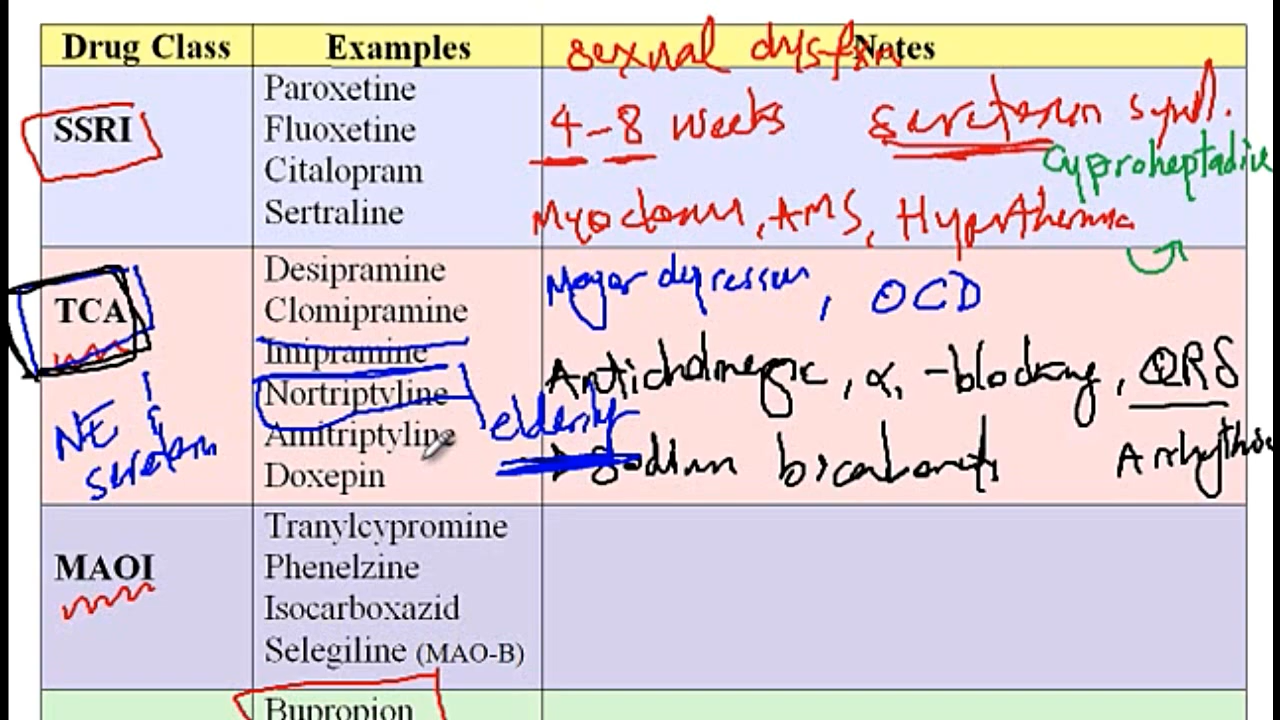 Drug Class Examples Notes
sexual dysfxn
SSRI
Paroxetine
Fluoxetine
Citalopram
Sertraline
4-8 weeks
serotonin synd.
cyproheptadine
Myoclonus, AMS, Hyperthermia
TCA
NE
Desipramine
Clomipramine
Imipramine
Nortriptyline
Amitriptyline
Doxepin
elderly
Major depression, OCD
Anticholinergic, α₁-blocking, QRS
Sodium bicarbonate
MAOI
Tranylcypromine
Phenelzine
Isocarboxazid
Selegiline (MAO-B)
Bupropion